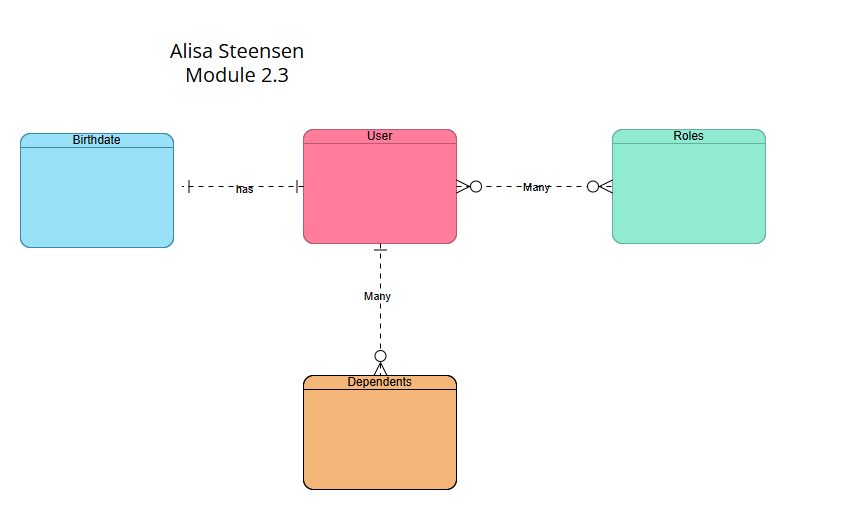 Alisa Steensen
Module 2.3
Birthdate
User
Roles
has
Many
Many
Dependents